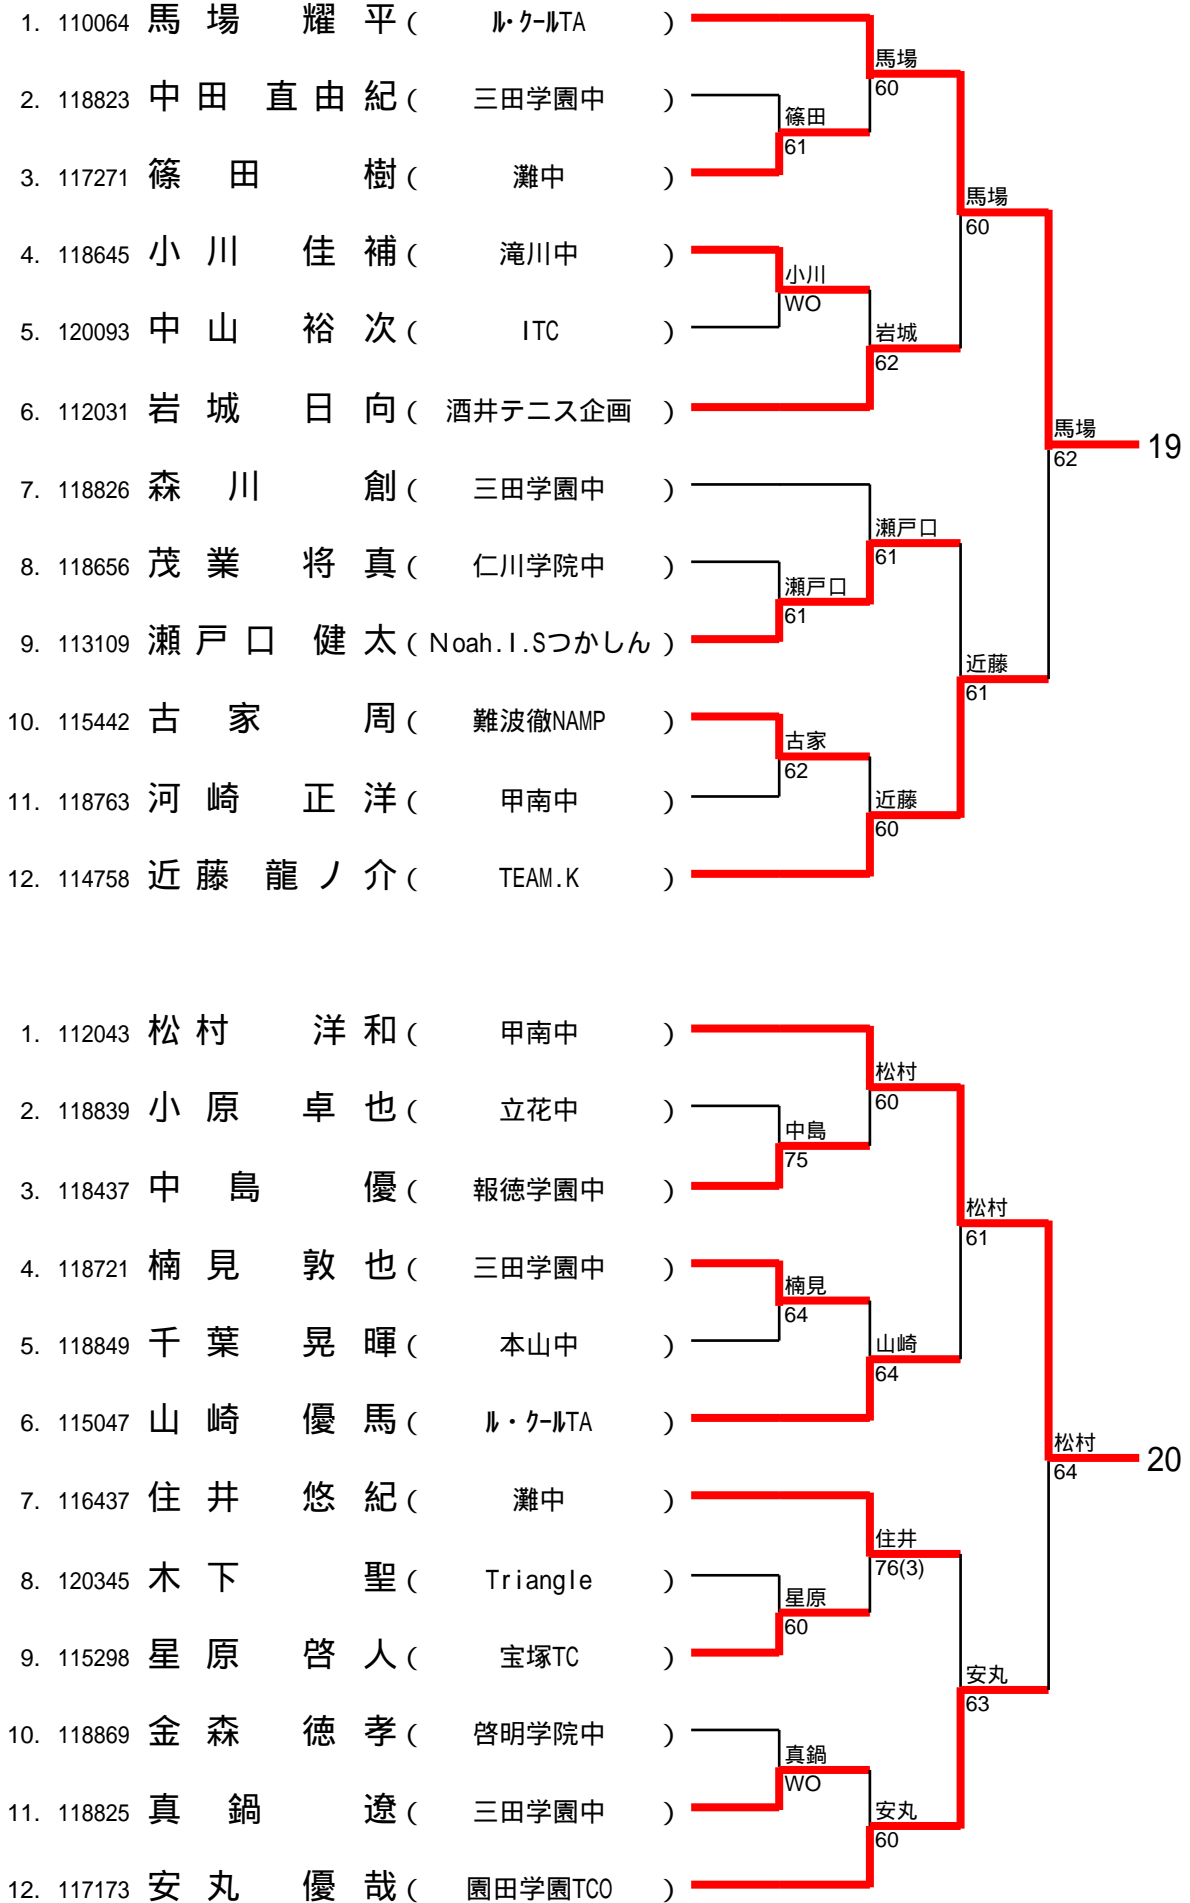 1. 110064 馬場 耀平 ( ル・クールTA )
馬場
60
2. 118823 中田 直由紀 ( 三田学園中 )
篠田
61
3. 117271 篠田 樹 ( 灘中 )
馬場
60
4. 118645 小川 佳補 ( 滝川中 )
小川
WO
5. 120093 中山 裕次 ( ITC )
岩城
62
6. 112031 岩城 日向 ( 酒井テニス企画 )
馬場
62
19
7. 118826 森川 創 ( 三田学園中 )
瀬戸口
61
8. 118656 茂業 将真 ( 仁川学院中 )
瀬戸口
61
9. 113109 瀬戸口 健太 ( Noah.I.Sつかしん )
近藤
61
10. 115442 古家 周 ( 難波徹NAMP )
古家
62
11. 118763 河崎 正洋 ( 甲南中 )
近藤
60
12. 114758 近藤 龍ノ介 ( TEAM.K )
1. 112043 松村 洋和 ( 甲南中 )
松村
60
2. 118839 小原 卓也 ( 立花中 )
中島
75
3. 118437 中島 優 ( 報徳学園中 )
松村
61
4. 118721 楠見 敦也 ( 三田学園中 )
楠見
64
5. 118849 千葉 晃暉 ( 本山中 )
山崎
64
6. 115047 山崎 優馬 ( ル・クールTA )
松村
64
20
7. 116437 住井 悠紀 ( 灘中 )
住井
76(3)
8. 120345 木下 聖 ( Triangle )
星原
60
9. 115298 星原 啓人 ( 宝塚TC )
安丸
63
10. 118869 金森 徳孝 ( 啓明学院中 )
真鍋
WO
11. 118825 真鍋 遼 ( 三田学園中 )
安丸
60
12. 117173 安丸 優哉 ( 園田学園TCO )